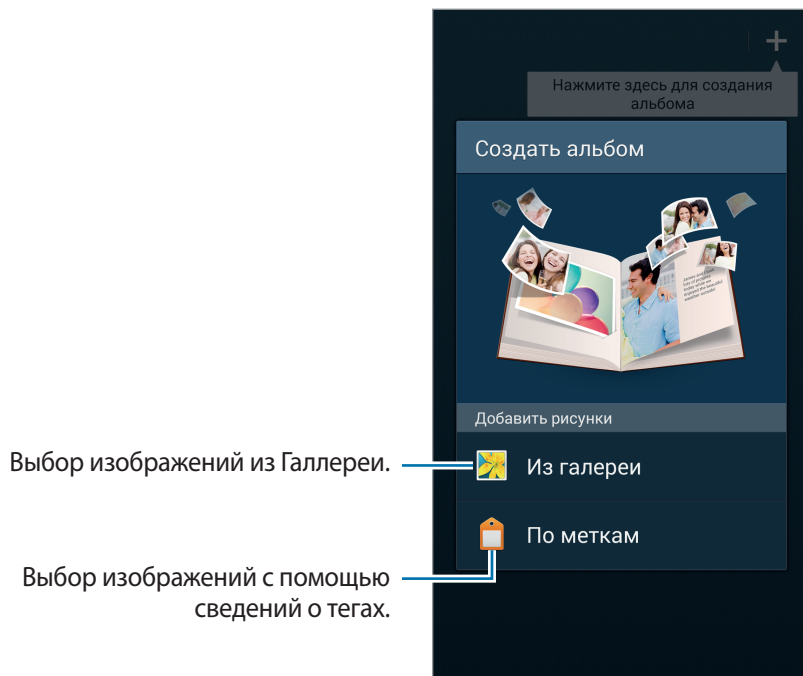 +
Нажмите здесь для создания
альбома
Создать альбом
Добавить рисунки
Выбор изображений из Галлереи.
Из галереи
По меткам
Выбор изображений с помощью
сведений о тегах.